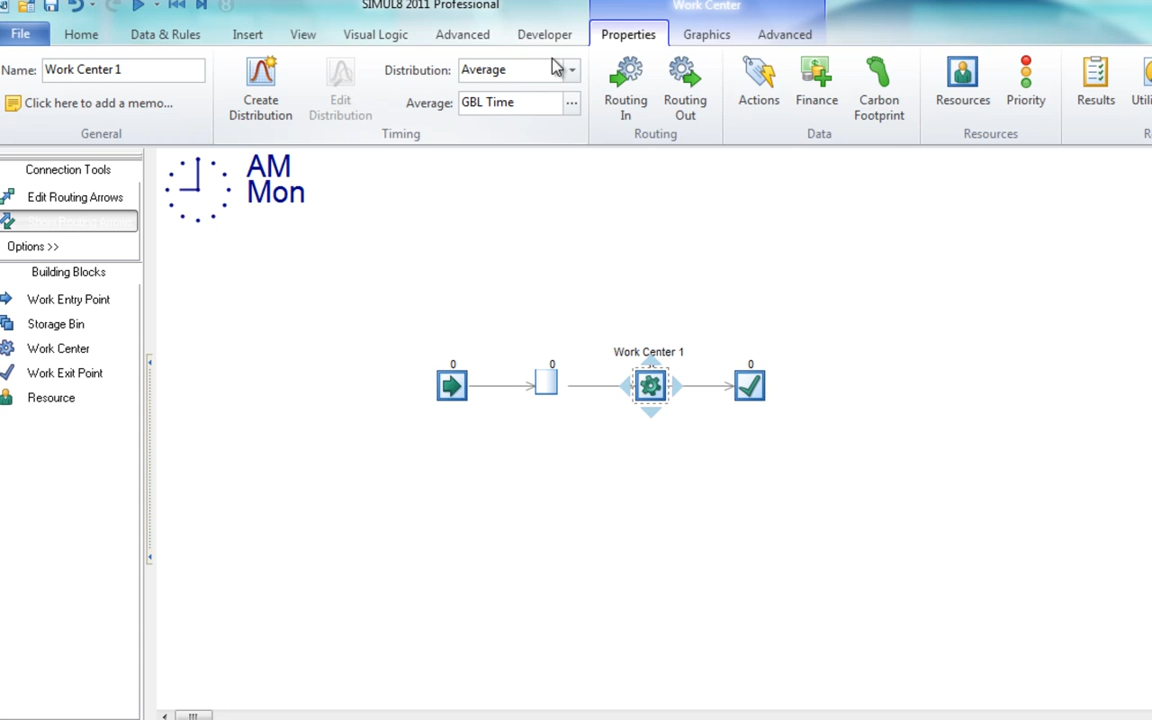 SIMUL8 2011 Professional
Work Center
File
Home
Data & Rules
Insert
View
Visual Logic
Advanced
Developer
Properties
Graphics
Advanced
Name:
Work Center 1
Click here to add a memo...
General
Create
Distribution
Edit
Distribution
Distribution:
Average
Average:
GBL Time
...
Timing
Routing
In
Routing
Out
Routing
Actions
Finance
Carbon
Footprint
Data
Resources
Priority
Resources
Results
Connection Tools
Edit Routing Arrows
Options >>
Building Blocks
Work Entry Point
Storage Bin
Work Center
Work Exit Point
Resource
AM
Mon
Work Center 1
0
0
0